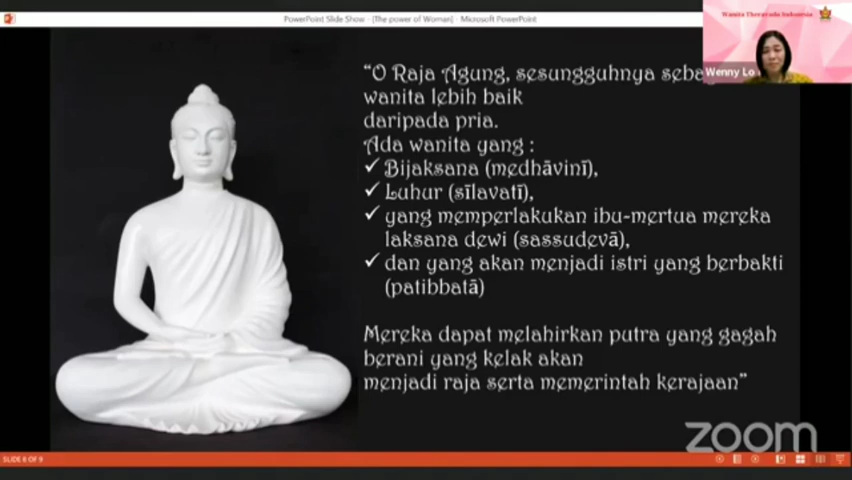 PowerPoint Slide Show - [The power of Woman] - Microsoft PowerPoint
Wanita Theravada Indonesia
Wenny Lo
“O Raja Agung, sesungguhnya
wanita lebih baik
daripada pria.
Ada wanita yang :
✓ Bijaksana (medhāvinī),
✓ Luhur (sīlavatī),
✓ yang memperlakukan ibu-mertua mereka
laksana dewi (sassudevā),
✓ dan yang akan menjadi istri yang berbakti
(patibbatā)
Mereka dapat melahirkan putra yang gagah
berani yang kelak akan
menjadi raja serta memerintah kerajaan”
zoom
SLIDE 6 OF 9